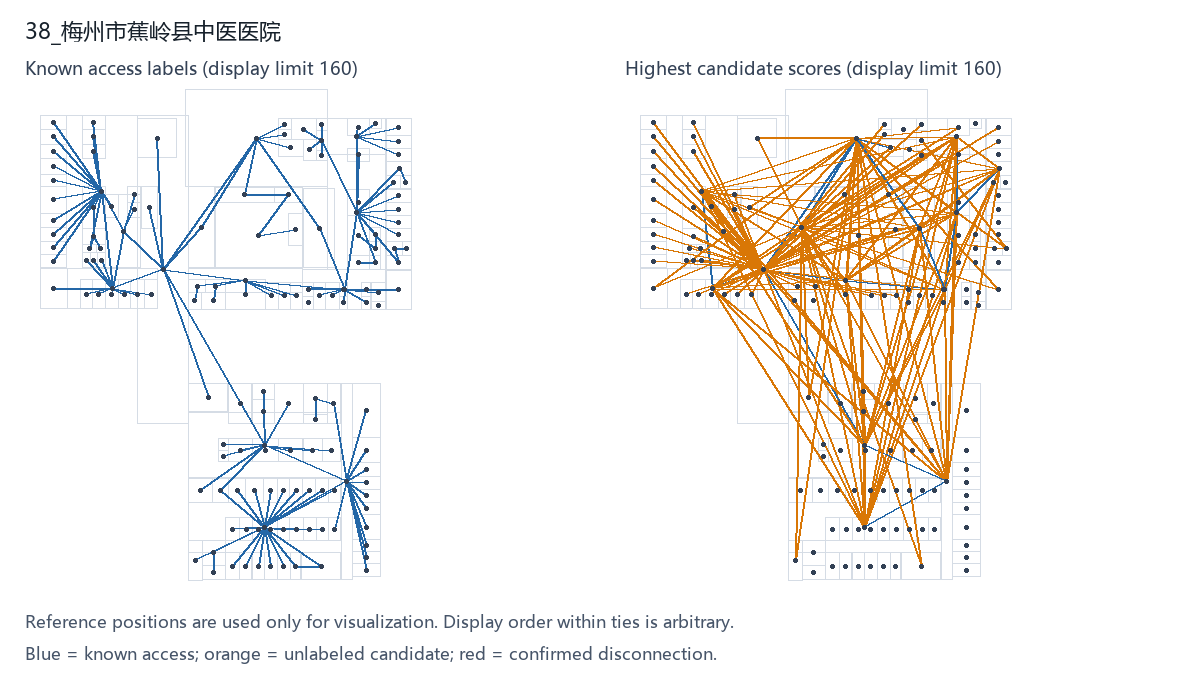 38_梅州市蕉岭县中医医院
Known access labels (display limit 160)
Highest candidate scores (display limit 160)
Reference positions are used only for visualization. Display order within ties is arbitrary.
Blue = known access; orange = unlabeled candidate; red = confirmed disconnection.